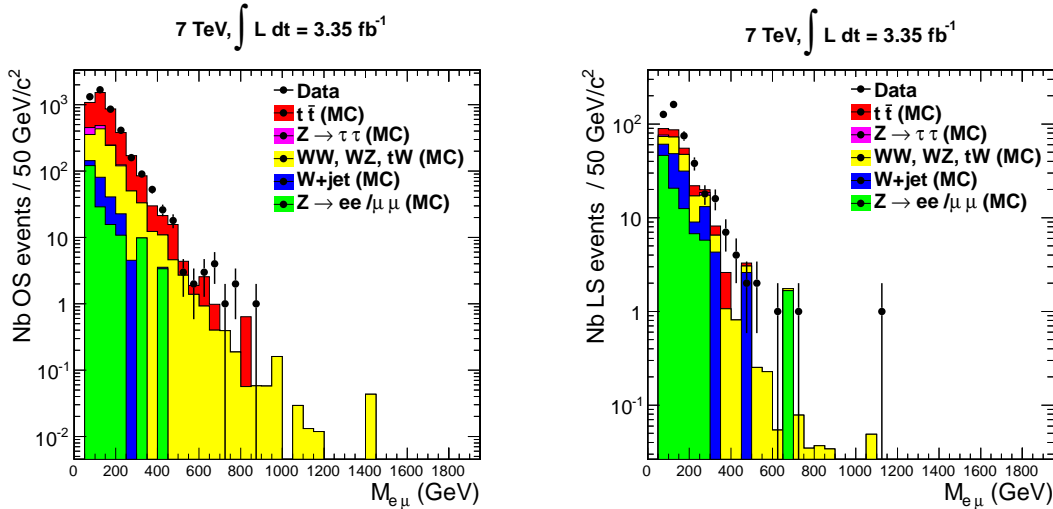 7 TeV, ∫ L dt = 3.35 fb⁻¹
Nb OS events / 50 GeV/c²
10³
10²
10
1
10⁻¹
10⁻²
Data
t t̄ (MC)
Z → τ τ (MC)
WW, WZ, tW (MC)
W+jet (MC)
Z → ee /μ μ (MC)
0 200 400 600 800 1000 1200 1400 1600 1800
M e μ (GeV)
7 TeV, ∫ L dt = 3.35 fb⁻¹
Nb LS events / 50 GeV/c²
10²
10
1
10⁻¹
Data
t t̄ (MC)
Z → τ τ (MC)
WW, WZ, tW (MC)
W+jet (MC)
Z → ee /μ μ (MC)
0 200 400 600 800 1000 1200 1400 1600 1800
M e μ (GeV)